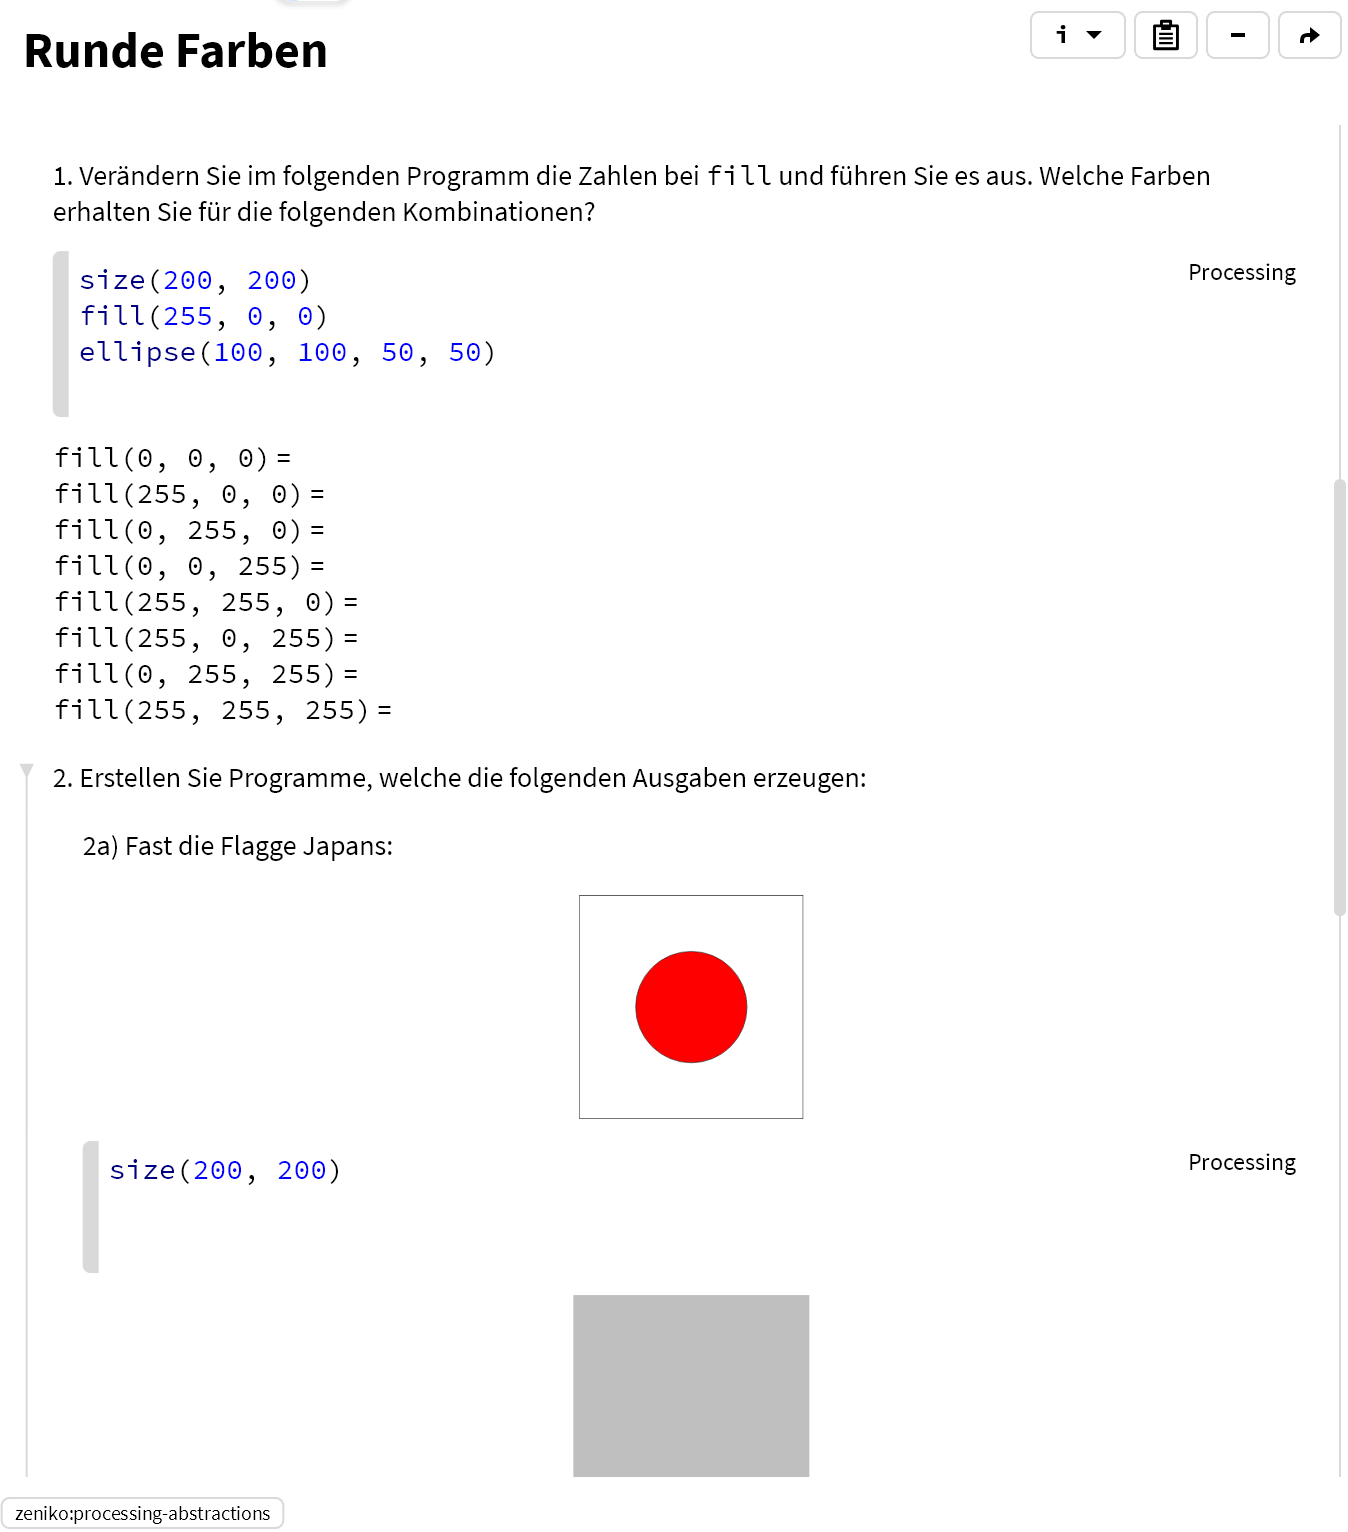 Runde Farben
i
1. Verändern Sie im folgenden Programm die Zahlen bei fill und führen Sie es aus. Welche Farben
erhalten Sie für die folgenden Kombinationen?
Processing
size(200, 200)
fill(255, 0, 0)
ellipse(100, 100, 50, 50)
fill(0, 0, 0) =
fill(255, 0, 0) =
fill(0, 255, 0) =
fill(0, 0, 255) =
fill(255, 255, 0) =
fill(255, 0, 255) =
fill(0, 255, 255) =
fill(255, 255, 255) =
2. Erstellen Sie Programme, welche die folgenden Ausgaben erzeugen:
2a) Fast die Flagge Japans:
Processing
size(200, 200)
zeniko:processing-abstractions